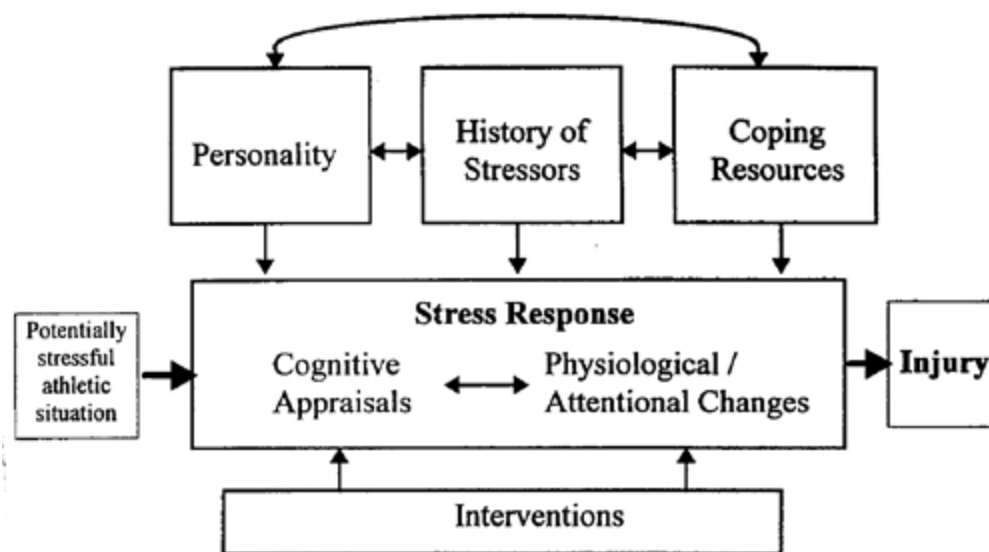 Personality
History of
Stressors
Coping
Resources
Potentially
stressful
athletic
situation
Stress Response
Cognitive
Appraisals
Physiological /
Attentional Changes
Injury
Interventions